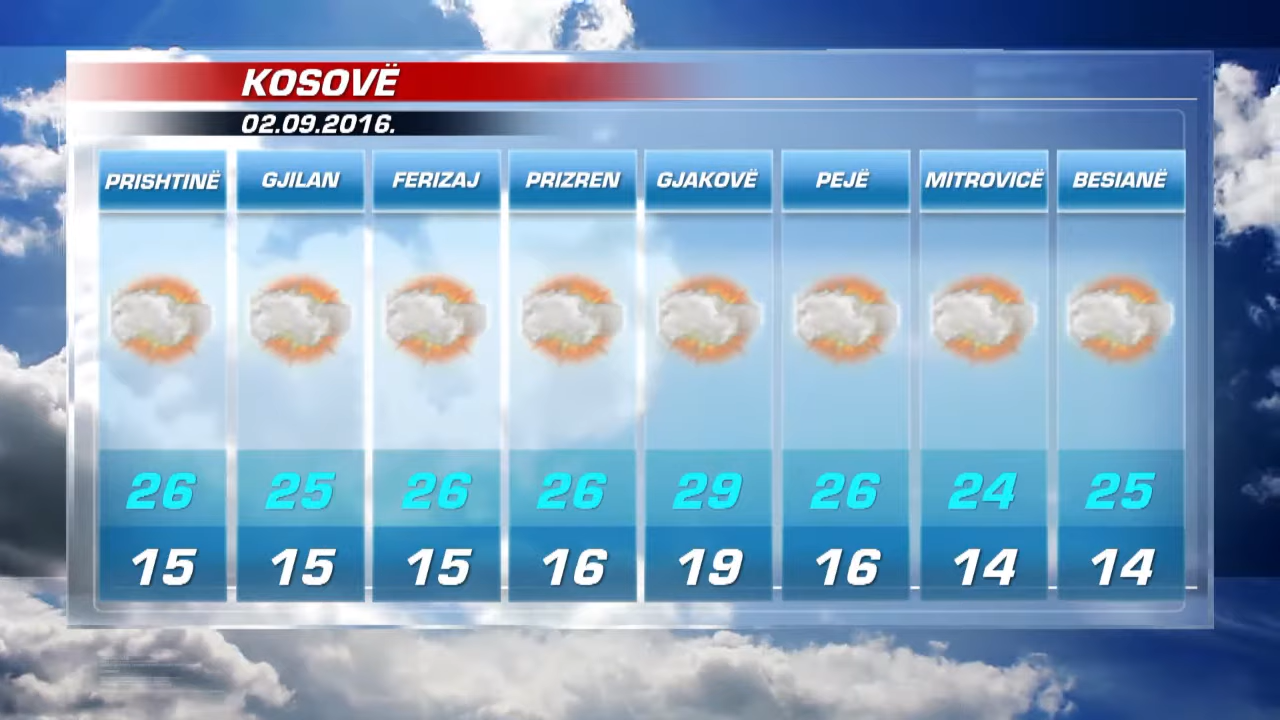 KOSOVË
02.09.2016.
PRISHTINË GJILAN FERIZAJ PRIZREN GJAKOVË PEJË MITROVICË BESIANË
26 25 26 26 29 26 24 25
15 15 15 16 19 16 14 14